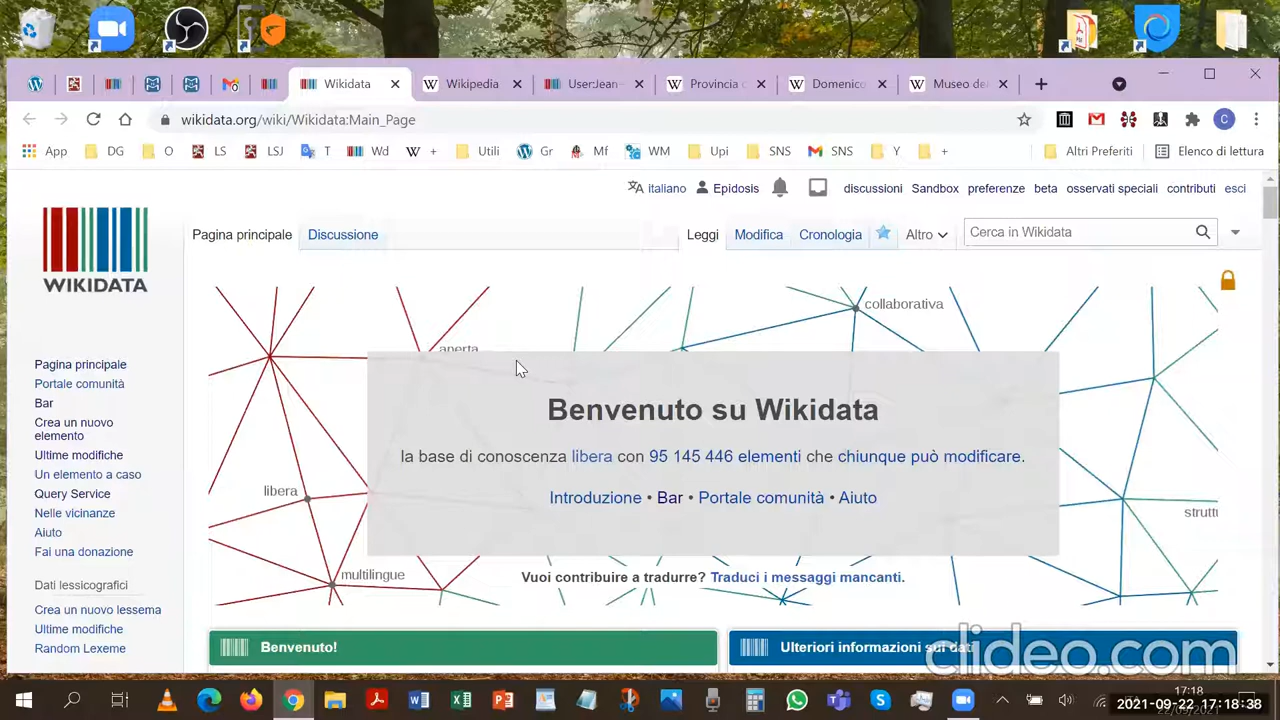 Wikidata
Wikipedia
User:Jean-
Provincia
Domenico
Museo de
wikidata.org/wiki/Wikidata:Main_Page
C
App
DG
O
LS
LSJ
T
Wd
+
Utili
Gr
Mf
WM
Upi
SNS
SNS
Y
+
Altri Preferiti
Elenco di lettura
italiano
Epìdosis
discussioni
Sandbox
preferenze
beta
osservati speciali
contributi
esci
WIKIDATA
Pagina principale
Discussione
Leggi
Modifica
Cronologia
Altro
Cerca in Wikidata
collaborativa
aperta
libera
multilingue
Benvenuto su Wikidata
la base di conoscenza libera con 95 145 446 elementi che chiunque può modificare.
Introduzione • Bar • Portale comunità • Aiuto
Vuoi contribuire a tradurre? Traduci i messaggi mancanti.
Pagina principale
Portale comunità
Bar
Crea un nuovo
elemento
Ultime modifiche
Un elemento a caso
Query Service
Nelle vicinanze
Aiuto
Fai una donazione
Dati lessicografici
Crea un nuovo lessema
Ultime modifiche
Random Lexeme
Benvenuto!
Ulteriori informazioni sui dati
clideo.com
17:18
2021-09-22 17:18:38